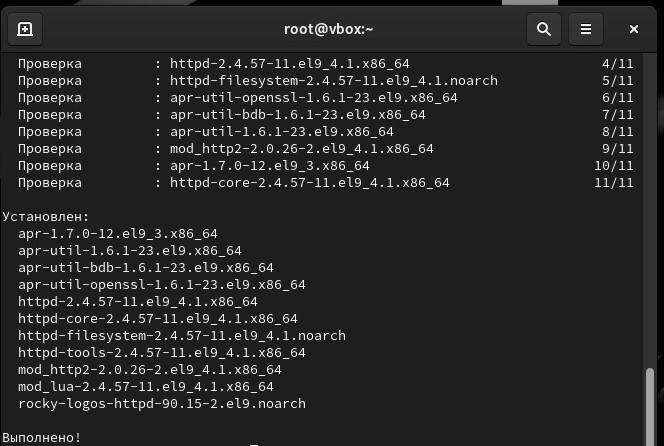 root@vbox:~
Проверка : httpd-2.4.57-11.el9_4.1.x86_64 4/11
Проверка : httpd-filesystem-2.4.57-11.el9_4.1.noarch 5/11
Проверка : apr-util-openssl-1.6.1-23.el9.x86_64 6/11
Проверка : apr-util-bdb-1.6.1-23.el9.x86_64 7/11
Проверка : apr-util-1.6.1-23.el9.x86_64 8/11
Проверка : mod_http2-2.0.26-2.el9_4.x86_64 9/11
Проверка : apr-1.7.0-12.el9_3.x86_64 10/11
Проверка : httpd-core-2.4.57-11.el9_4.1.x86_64 11/11
Установлен:
apr-1.7.0-12.el9_3.x86_64
apr-util-1.6.1-23.el9.x86_64
apr-util-bdb-1.6.1-23.el9.x86_64
apr-util-openssl-1.6.1-23.el9.x86_64
httpd-2.4.57-11.el9_4.1.x86_64
httpd-core-2.4.57-11.el9_4.1.x86_64
httpd-filesystem-2.4.57-11.el9_4.1.noarch
httpd-tools-2.4.57-11.el9_4.1.x86_64
mod_http2-2.0.26-2.el9_4.x86_64
mod_lua-2.4.57-11.el9_4.1.x86_64
rocky-logos-httpd-90.15-2.el9.noarch
Выполнено!